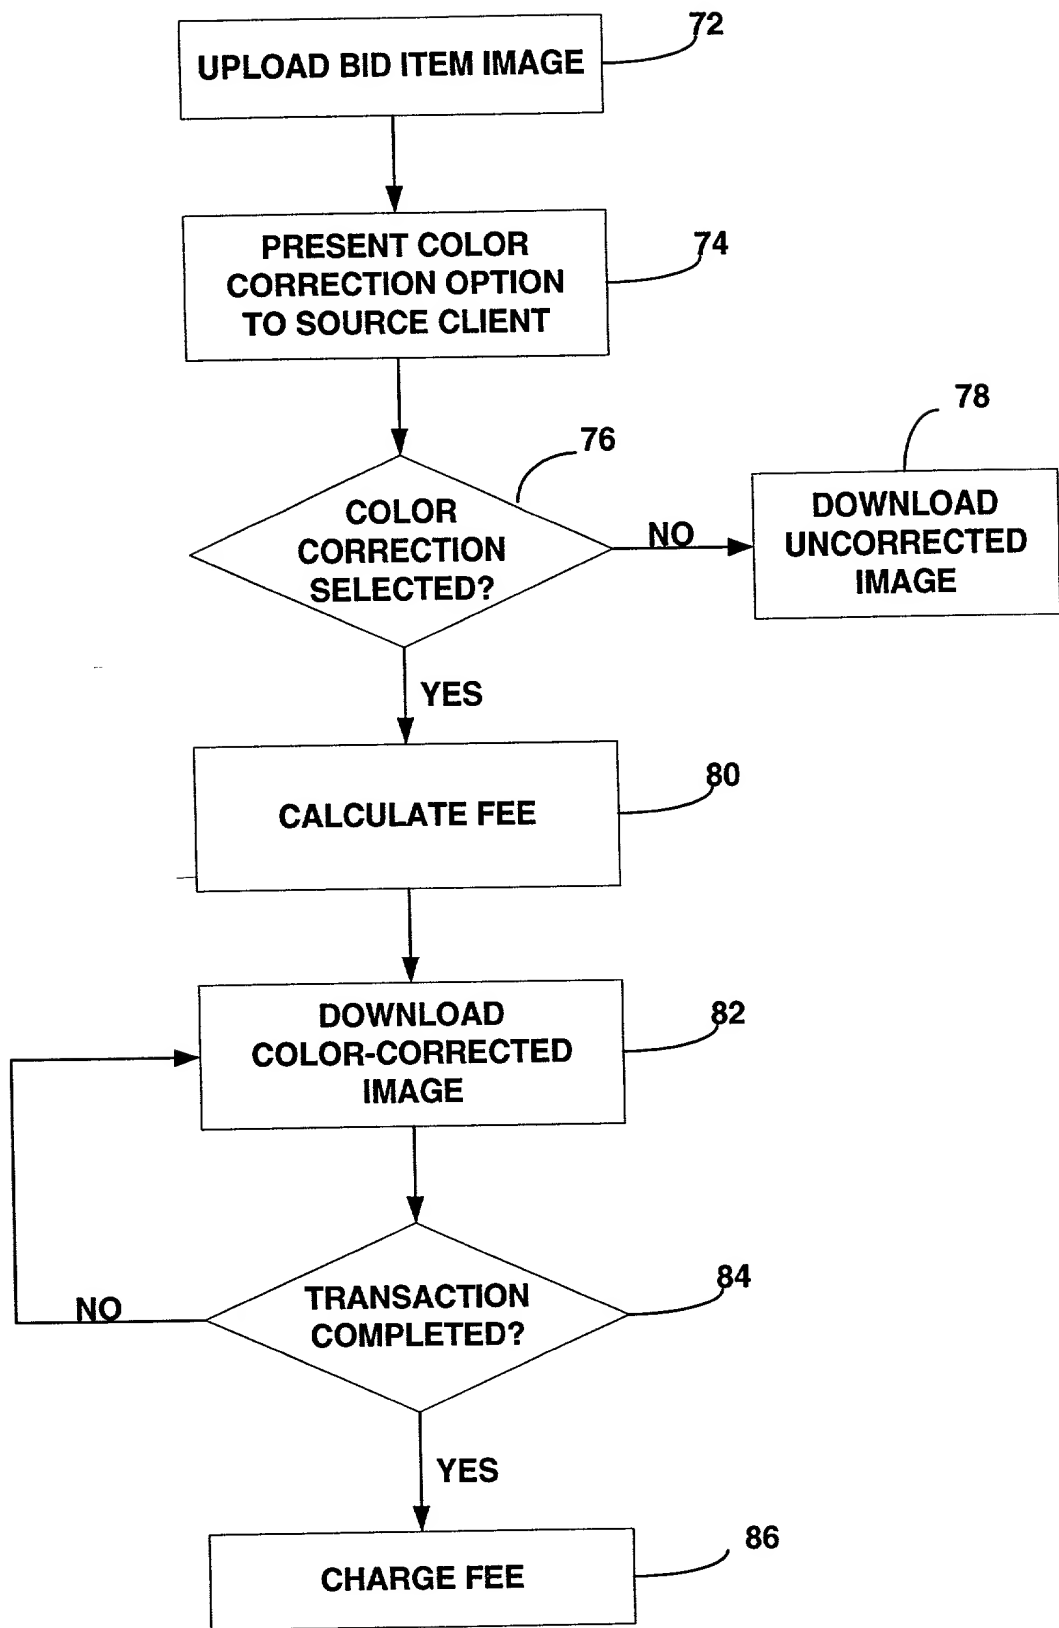 72
UPLOAD BID ITEM IMAGE
74
PRESENT COLOR
CORRECTION OPTION
TO SOURCE CLIENT
76
78
COLOR
CORRECTION
SELECTED?
NO
DOWNLOAD
UNCORRECTED
IMAGE
YES
80
CALCULATE FEE
82
DOWNLOAD
COLOR-CORRECTED
IMAGE
84
TRANSACTION
COMPLETED?
NO
YES
86
CHARGE FEE